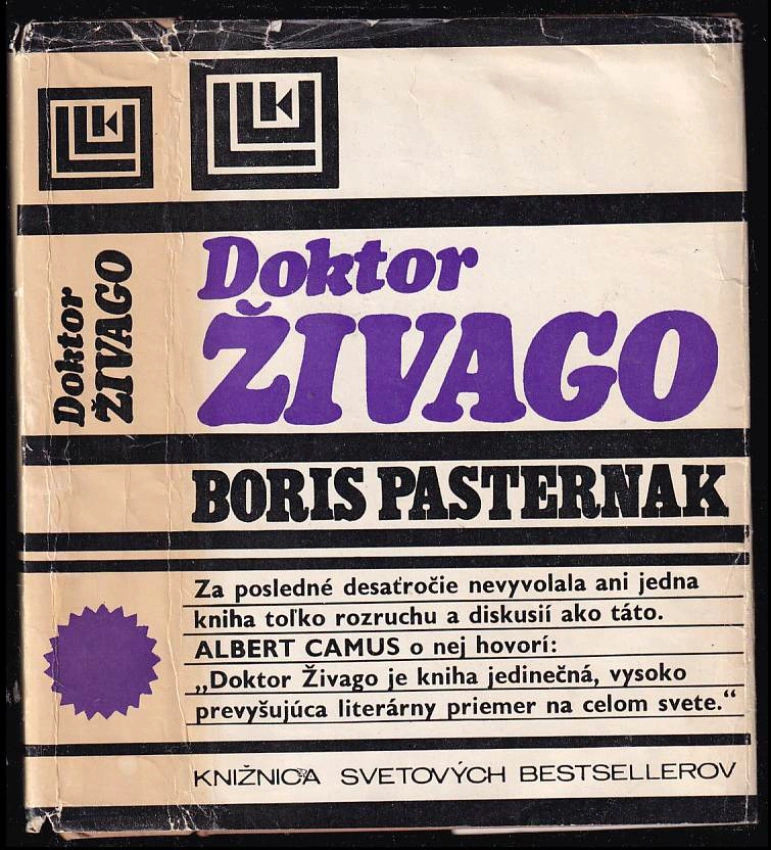 Doktor
ŽIVAGO
Doktor
ŽIVAGO
BORIS PASTERNAK
Za posledné desaťročie nevyvolala ani jedna
kniha toľko rozruchu a diskusií ako táto.
ALBERT CAMUS o nej hovorí:
„Doktor Živago je kniha jedinečná, vysoko
prevyšujúca literárny priemer na celom svete.“
KNIŽNICA SVETOVÝCH BESTSELLEROV